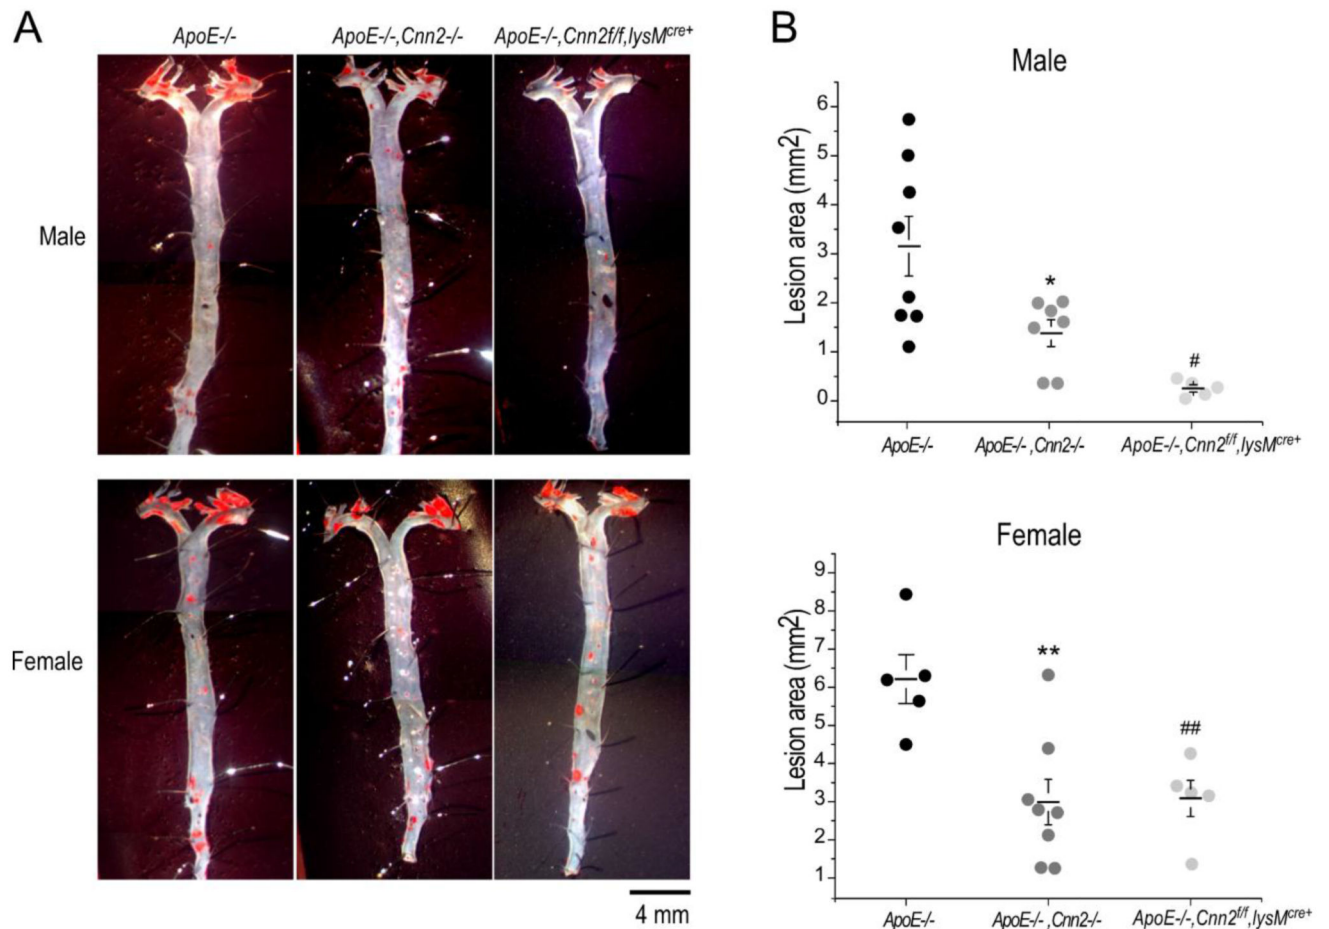 A
ApoE-/-
ApoE-/-,Cnn2-/-
ApoE-/-,Cnn2f/f,lysMcre+
Male
Female
4 mm
B
Male
Lesion area (mm2)
6
5
4
3
2
1
0
*
#
ApoE-/-
ApoE-/- ,Cnn2-/-
ApoE-/-,Cnn2f/f,lysMcre+
Female
Lesion area (mm2)
9
8
7
6
5
4
3
2
1
**
##
ApoE-/-
ApoE-/- ,Cnn2-/-
ApoE-/-,Cnn2f/f,lysMcre+